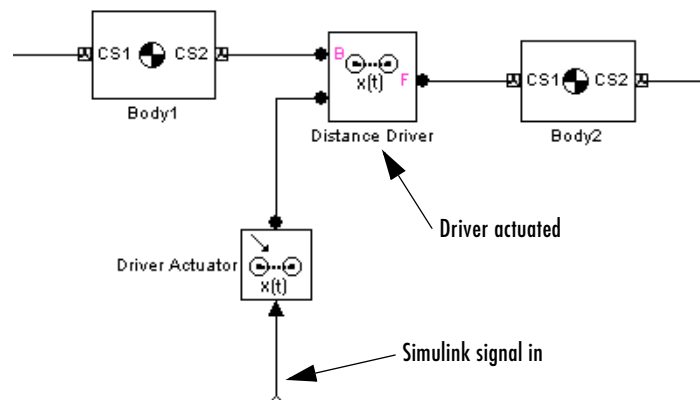 CS1 CS2
Body1
B
F
x(t)
Distance Driver
CS1 CS2
Body2
Driver actuated
Driver Actuator
x(t)
Simulink signal in